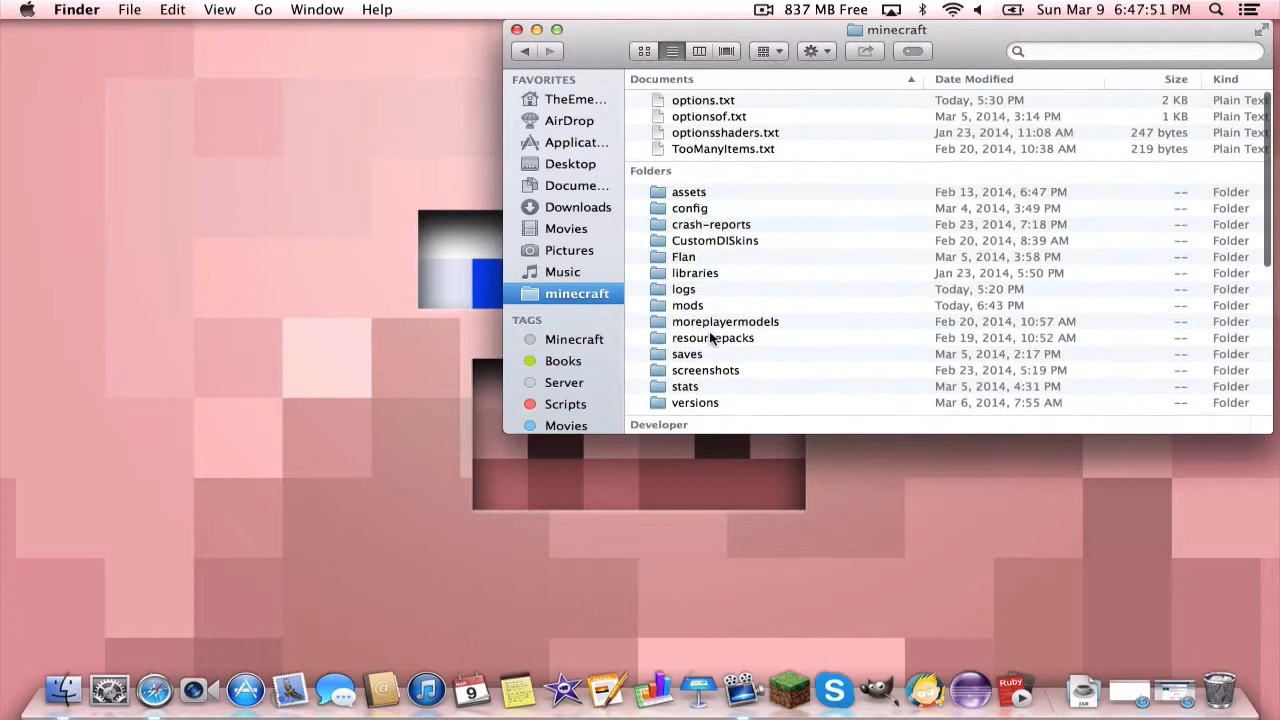 Finder File Edit View Go Window Help 837 MB Free Sun Mar 9 6:47:51 PM
minecraft
FAVORITES
TheEme...
AirDrop
Applicat...
Desktop
Docume...
Downloads
Movies
Pictures
Music
minecraft
TAGS
Minecraft
Books
Server
Scripts
Movies
Documents Date Modified Size Kind
options.txt Today, 5:30 PM 2 KB Plain Text
optionsof.txt Mar 5, 2014, 3:14 PM 1 KB Plain Text
optionsshaders.txt Jan 23, 2014, 11:08 AM 247 bytes Plain Text
TooManyItems.txt Feb 20, 2014, 10:38 AM 219 bytes Plain Text
Folders
assets Feb 13, 2014, 6:47 PM -- Folder
config Mar 4, 2014, 3:49 PM -- Folder
crash-reports Feb 23, 2014, 7:18 PM -- Folder
CustomDISkins Feb 20, 2014, 8:39 AM -- Folder
Flan Mar 5, 2014, 3:58 PM -- Folder
libraries Jan 23, 2014, 5:50 PM -- Folder
logs Today, 5:20 PM -- Folder
mods Today, 6:43 PM -- Folder
moreplayermodels Feb 20, 2014, 10:57 AM -- Folder
resourcepacks Feb 19, 2014, 10:52 AM -- Folder
saves Mar 5, 2014, 2:17 PM -- Folder
screenshots Feb 23, 2014, 5:19 PM -- Folder
stats Mar 5, 2014, 4:31 PM -- Folder
versions Mar 6, 2014, 7:55 AM -- Folder
Developer
MAR
9
Ruby
JAR